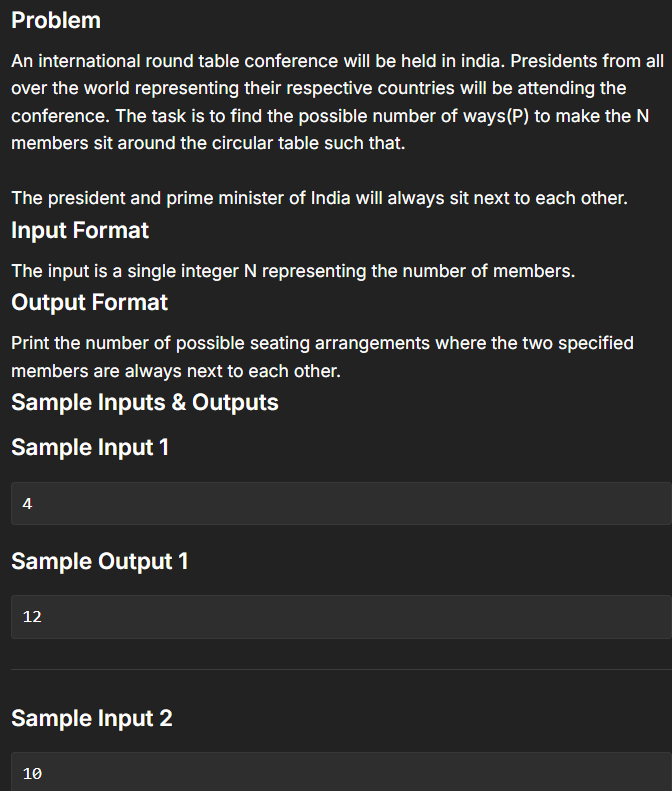 Problem
An international round table conference will be held in india. Presidents from all
over the world representing their respective countries will be attending the
conference. The task is to find the possible number of ways(P) to make the N
members sit around the circular table such that.
The president and prime minister of India will always sit next to each other.
Input Format
The input is a single integer N representing the number of members.
Output Format
Print the number of possible seating arrangements where the two specified
members are always next to each other.
Sample Inputs & Outputs
Sample Input 1
4
Sample Output 1
12
Sample Input 2
10